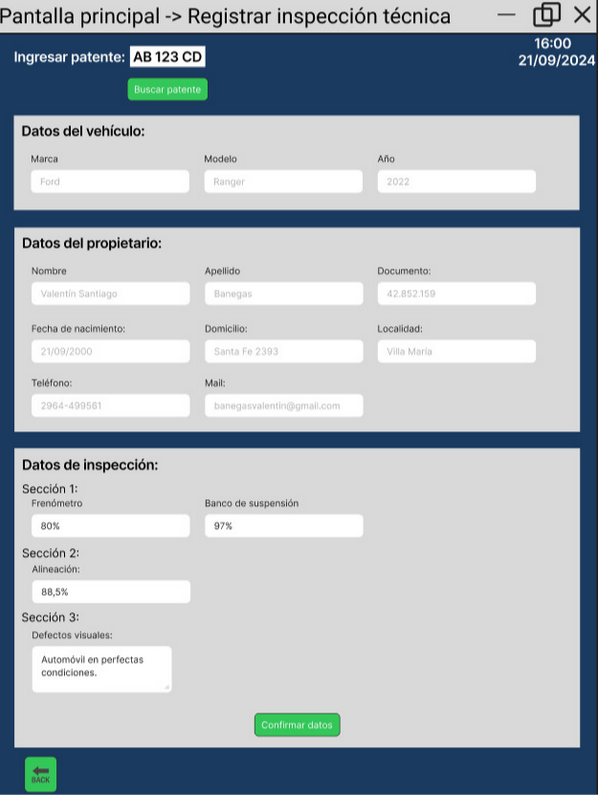 Pantalla principal -> Registrar inspección técnica
16:00
21/09/2024
Ingresar patente: AB 123 CD
Buscar patente
Datos del vehículo:
Marca Modelo Año
Ford Ranger 2022
Datos del propietario:
Nombre Apellido Documento:
Valentín Santiago Banegas 42.852.159
Fecha de nacimiento: Domicilio: Localidad:
21/09/2000 Santa Fe 2393 Villa María
Teléfono: Mail:
2964-499561 banegasvalentin@gmail.com
Datos de inspección:
Sección 1:
Frenómetro Banco de suspensión
80% 97%
Sección 2:
Alineación:
88,5%
Sección 3:
Defectos visuales:
Automóvil en perfectas
condiciones.
Confirmar datos
BACK